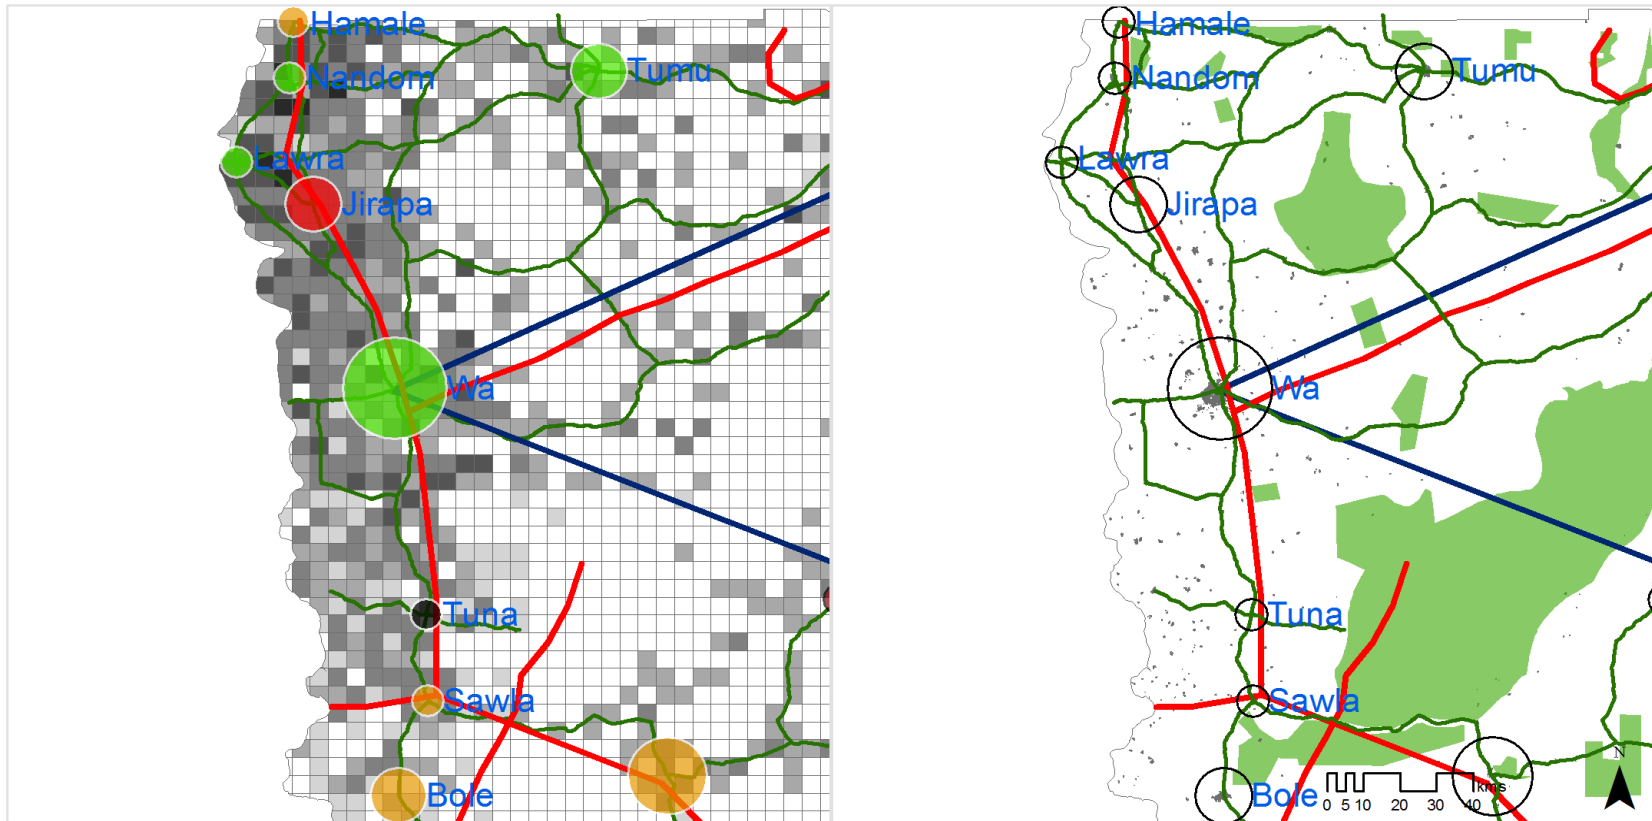 Hamale
Nandom
Tumu
Lawra
Jirapa
Wa
Tuna
Sawla
Bole
Hamale
Nandom
Tumu
Lawra
Jirapa
Wa
Tuna
Sawla
Bole
kms
0 5 10 20 30 40
N